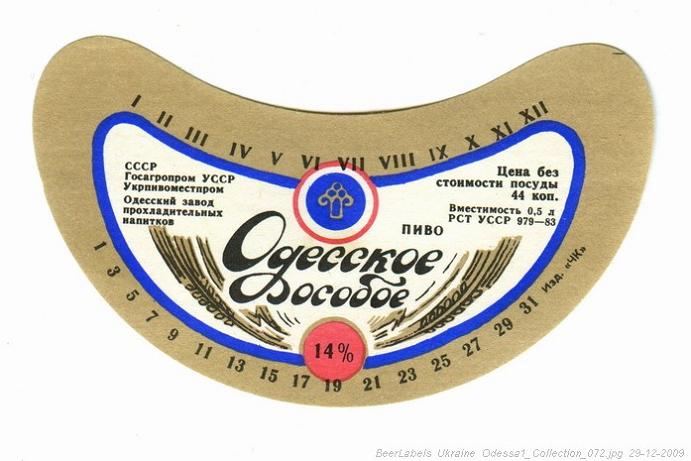 I II III IV V VI VII VIII IX X XI XII
СССР
Госагропром УССР
Укрпивоместпром
Одесский завод
прохладительных
напитков
Цена без
стоимости посуды
44 коп.
Вместимость 0,5 л
РСТ УССР 979—83
ПИВО
Одесское
особое
14%
1 3 5 7 9 11 13 15 17 19 21 23 25 27 29 31 Изд. «ЧК»
BeerLabels Ukraine Odessa1_Collection_072.jpg 29-12-2009